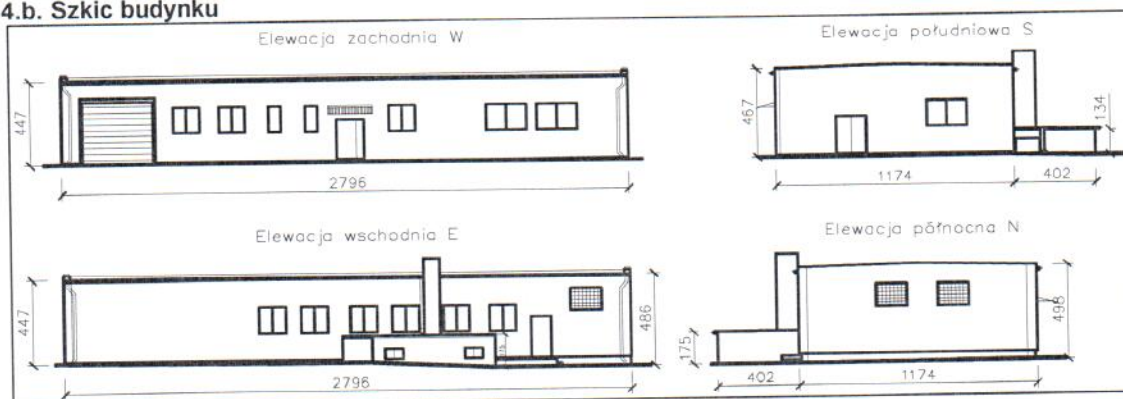 4.b. Szkic budynku
Elewacja zachodnia W
447
2796
Elewacja południowa S
467
134
1174
402
Elewacja wschodnia E
447
486
2796
Elewacja północna N
175
498
402
1174